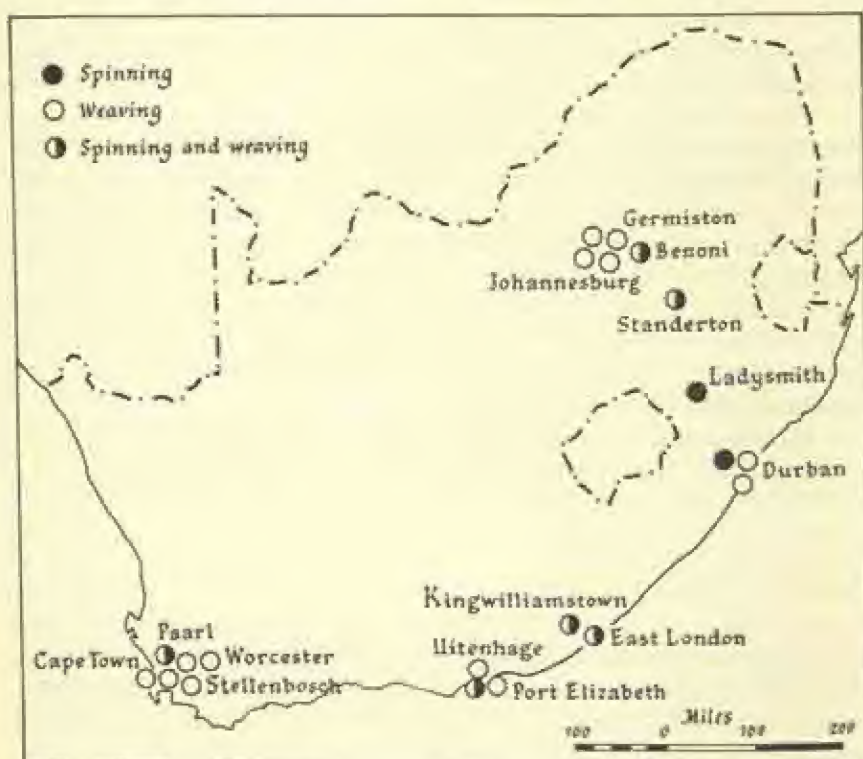 Spinning
Weaving
Spinning and weaving
Germiston
Benoni
Johannesburg
Standerton
Ladysmith
Durban
Kingwilliamstown
East London
Uitenhage
Port Elizabeth
Paarl
Cape Town
Worcester
Stellenbosch
Miles
100 0 100 200